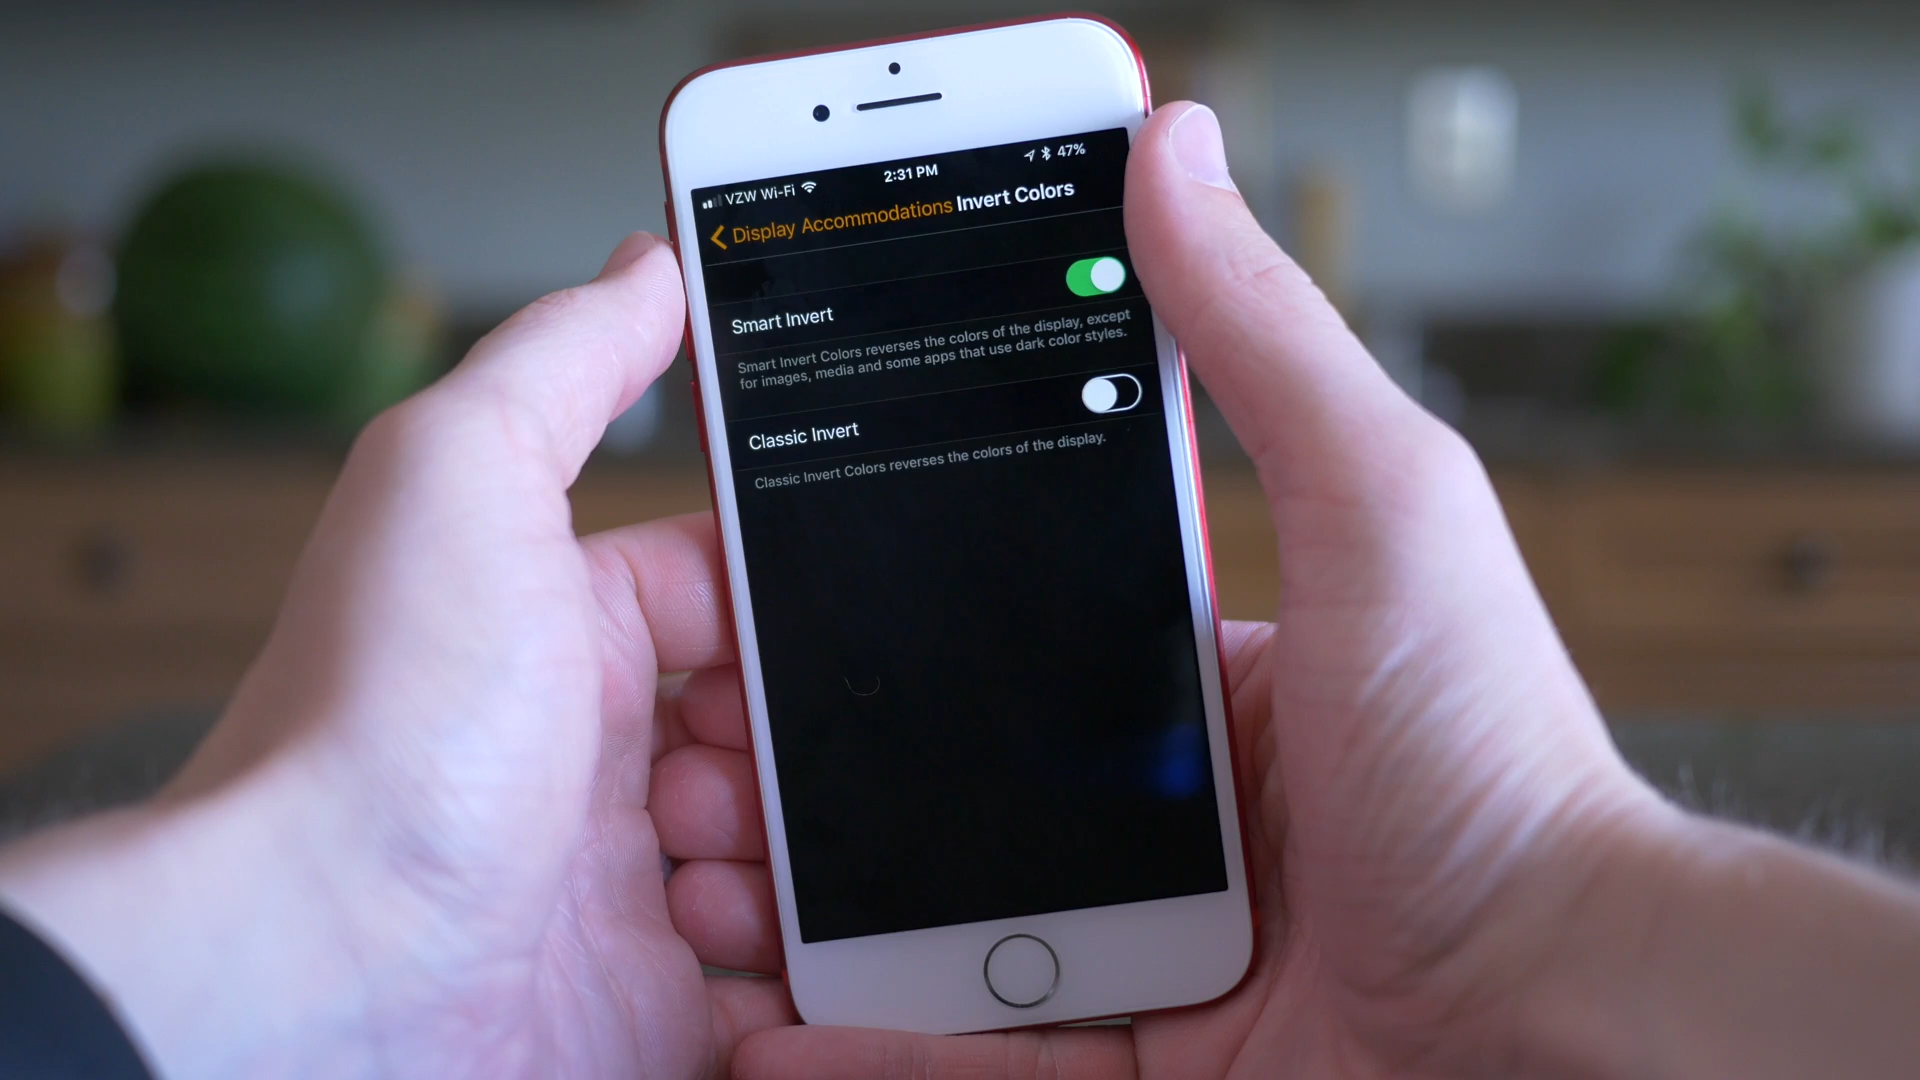 VZW Wi-Fi 2:31 PM 47%
Display Accommodations Invert Colors
Smart Invert
Smart Invert Colors reverses the colors of the display, except
for images, media and some apps that use dark color styles.
Classic Invert
Classic Invert Colors reverses the colors of the display.